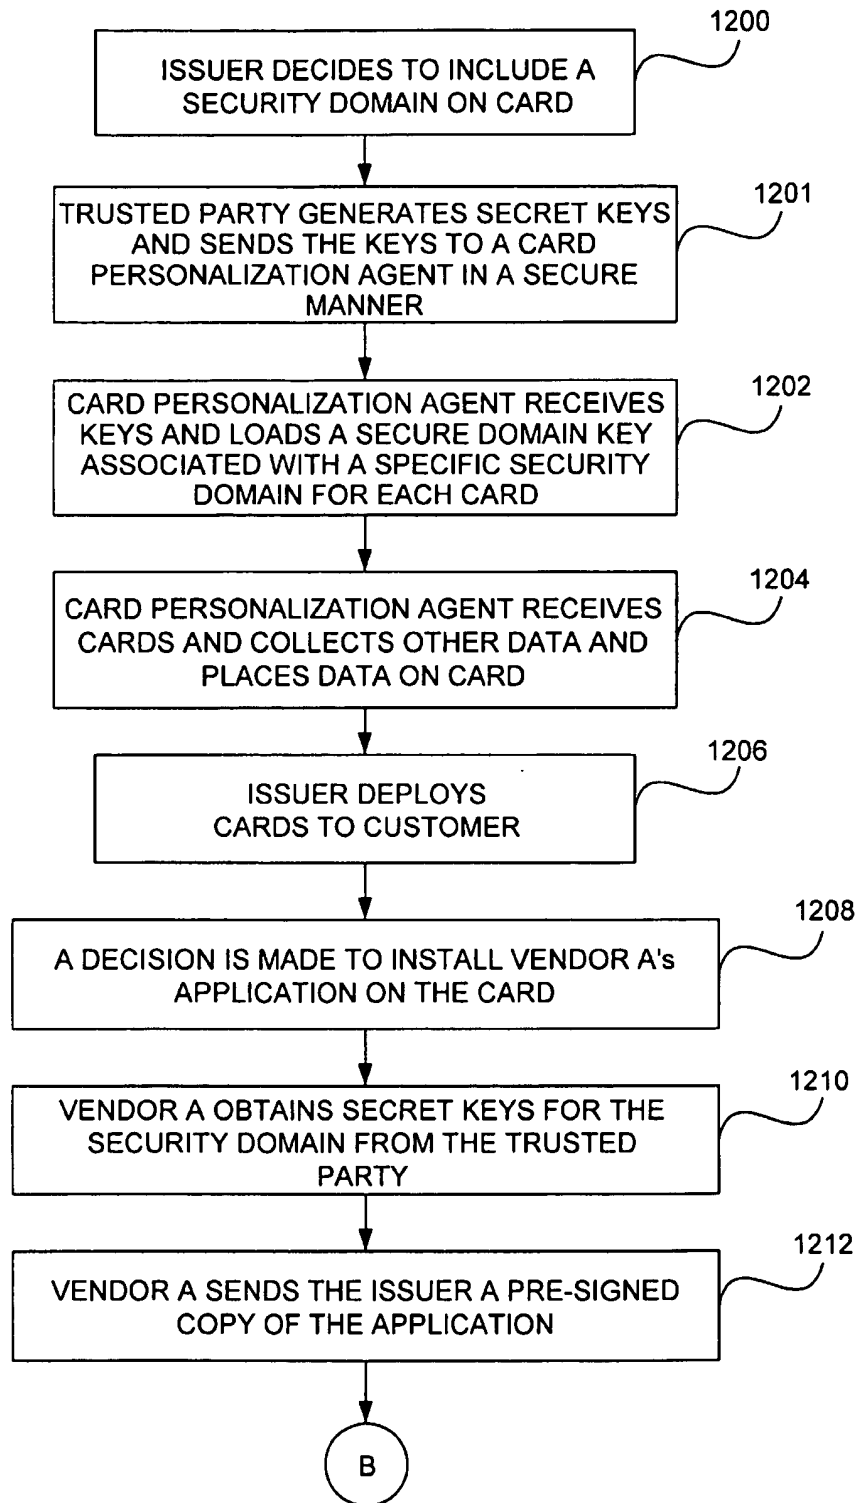 1200
ISSUER DECIDES TO INCLUDE A
SECURITY DOMAIN ON CARD
1201
TRUSTED PARTY GENERATES SECRET KEYS
AND SENDS THE KEYS TO A CARD
PERSONALIZATION AGENT IN A SECURE
MANNER
1202
CARD PERSONALIZATION AGENT RECEIVES
KEYS AND LOADS A SECURE DOMAIN KEY
ASSOCIATED WITH A SPECIFIC SECURITY
DOMAIN FOR EACH CARD
1204
CARD PERSONALIZATION AGENT RECEIVES
CARDS AND COLLECTS OTHER DATA AND
PLACES DATA ON CARD
1206
ISSUER DEPLOYS
CARDS TO CUSTOMER
1208
A DECISION IS MADE TO INSTALL VENDOR A's
APPLICATION ON THE CARD
1210
VENDOR A OBTAINS SECRET KEYS FOR THE
SECURITY DOMAIN FROM THE TRUSTED
PARTY
1212
VENDOR A SENDS THE ISSUER A PRE-SIGNED
COPY OF THE APPLICATION
B